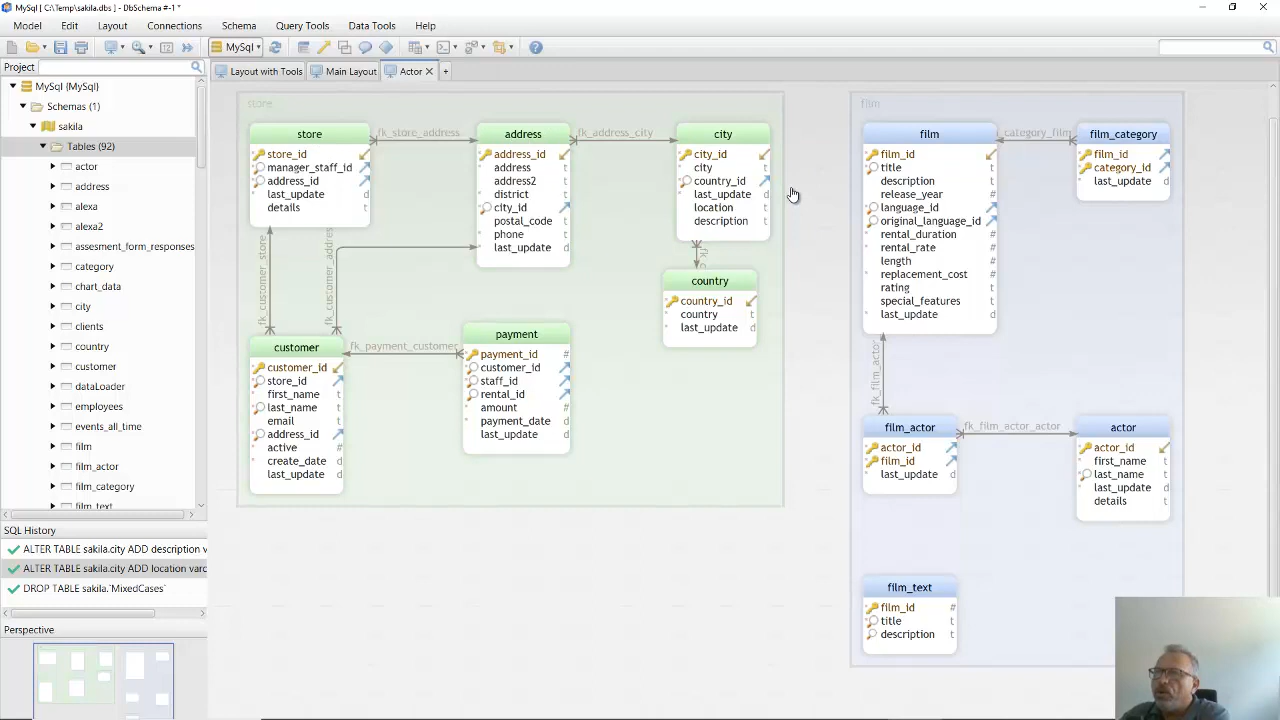 MySql [ C:\Temp\sakila.dbs ] - DbSchema #-1 *
Model Edit Layout Connections Schema Query Tools Data Tools Help
MySql
Project
Layout with Tools Main Layout Actor
MySql {MySql}
Schemas (1)
sakila
Tables (92)
actor
address
alexa
alexa2
assesment_form_responses
category
chart_data
city
clients
country
customer
dataLoader
employees
events_all_time
film
film_actor
film_category
film_text
SQL History
ALTER TABLE sakila.city ADD description v
ALTER TABLE sakila.city ADD location varc
DROP TABLE sakila.`MixedCases`
Perspective
store
store
store_id
manager_staff_id
address_id
last_update d
details t
fk_store_address
address
address_id
address t
address2 t
district t
city_id
postal_code t
phone t
last_update d
fk_address_city
city
city_id
city t
country_id
last_update d
location t
description t
country
country_id
country t
last_update d
fk_customer_store
fk_customer_addres
customer
customer_id
store_id
first_name t
last_name t
email t
address_id
active #
create_date d
last_update d
fk_payment_customer
payment
payment_id #
customer_id
staff_id
rental_id
amount #
payment_date d
last_update d
film
film
film_id
title t
description t
release_year #
language_id
original_language_id
rental_duration #
rental_rate #
length #
replacement_cost #
rating t
special_features t
last_update d
category_film
film_category
film_id
category_id
last_update d
fk_film_actor
film_actor
actor_id
film_id
last_update d
fk_film_actor_actor
actor
actor_id
first_name t
last_name t
last_update d
details t
film_text
film_id #
title t
description t